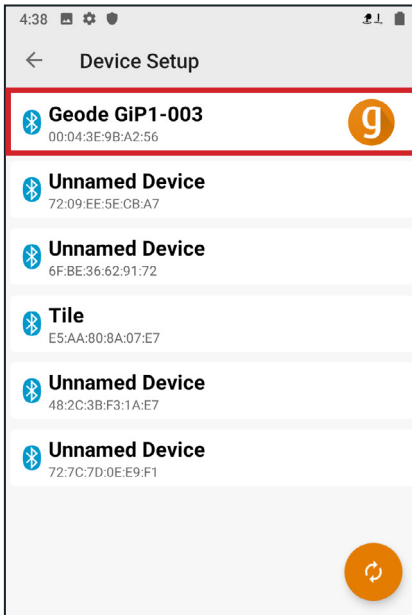 4:38
Device Setup
Geode GiP1-003
00:04:3E:9B:A2:56
g
Unnamed Device
72:09:EE:5E:CB:A7
Unnamed Device
6F:BE:36:62:91:72
Tile
E5:AA:80:8A:07:E7
Unnamed Device
48:2C:3B:F3:1A:E7
Unnamed Device
72:7C:7D:0E:E9:F1